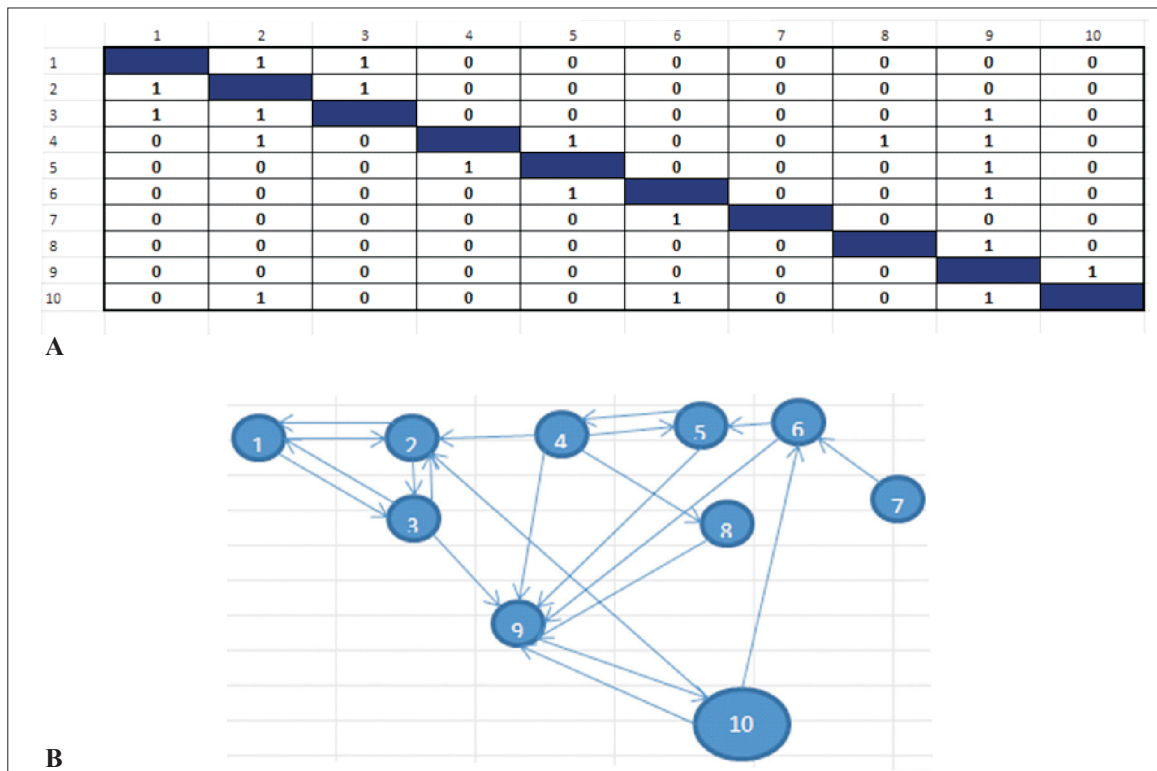 1 2 3 4 5 6 7 8 9 10
1 1 1 0 0 0 0 0 0 0
2 1 1 0 0 0 0 0 0 0
3 1 1 0 0 0 0 0 1 0
4 0 1 0 1 0 0 1 1 0
5 0 0 0 1 0 0 0 1 0
6 0 0 0 0 1 0 0 1 0
7 0 0 0 0 0 1 0 0 0
8 0 0 0 0 0 0 0 1 0
9 0 0 0 0 0 0 0 0 1
10 0 1 0 0 0 1 0 0 1
A
1 2 4 5 6
7
3 8
9
10
B